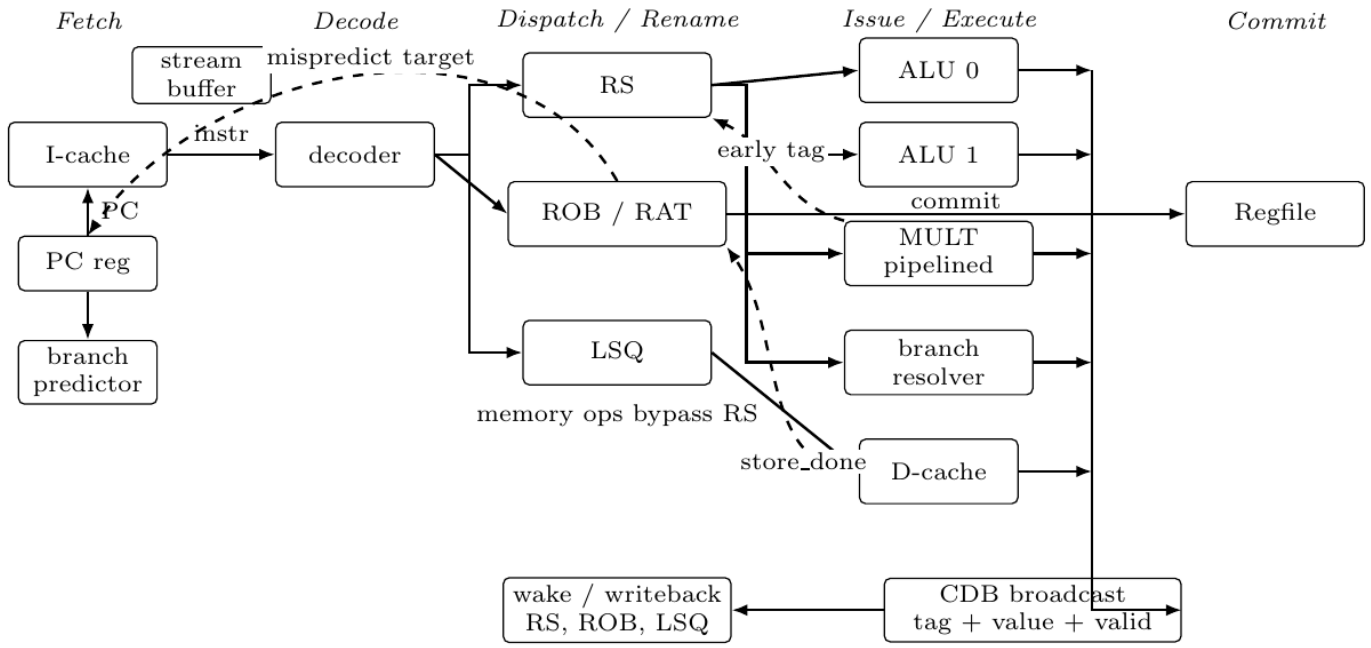 Fetch
Decode
Dispatch / Rename
Issue / Execute
Commit
stream
buffer
mispredict target
RS
ALU 0
instr
I-cache
decoder
early tag
ALU 1
PC
ROB / RAT
commit
Regfile
PC reg
MULT
pipelined
branch
predictor
LSQ
branch
resolver
memory ops bypass RS
store_done
D-cache
wake / writeback
RS, ROB, LSQ
CDB broadcast
tag + value + valid